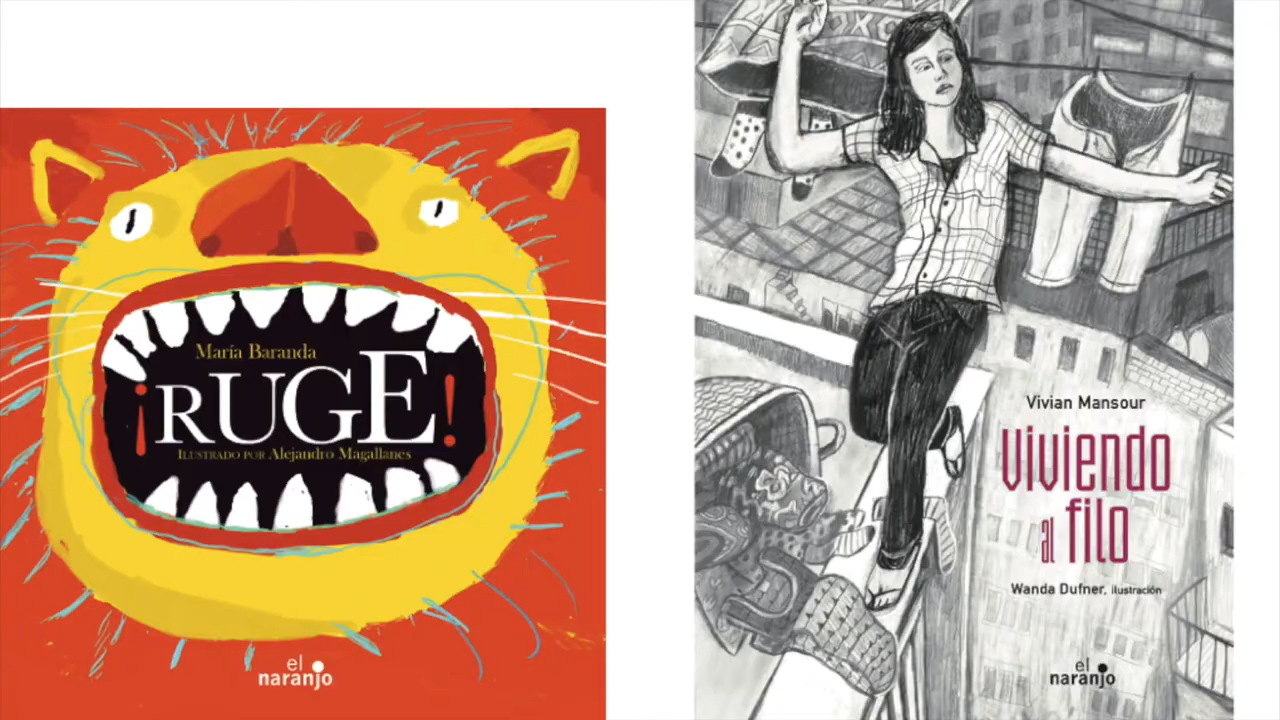 María Baranda
¡RUGE!
ILUSTRADO POR Alejandro Magallanes
el
naranjo
Vivian Mansour
Viviendo
al filo
Wanda Dufner, ilustración
el
naranjo